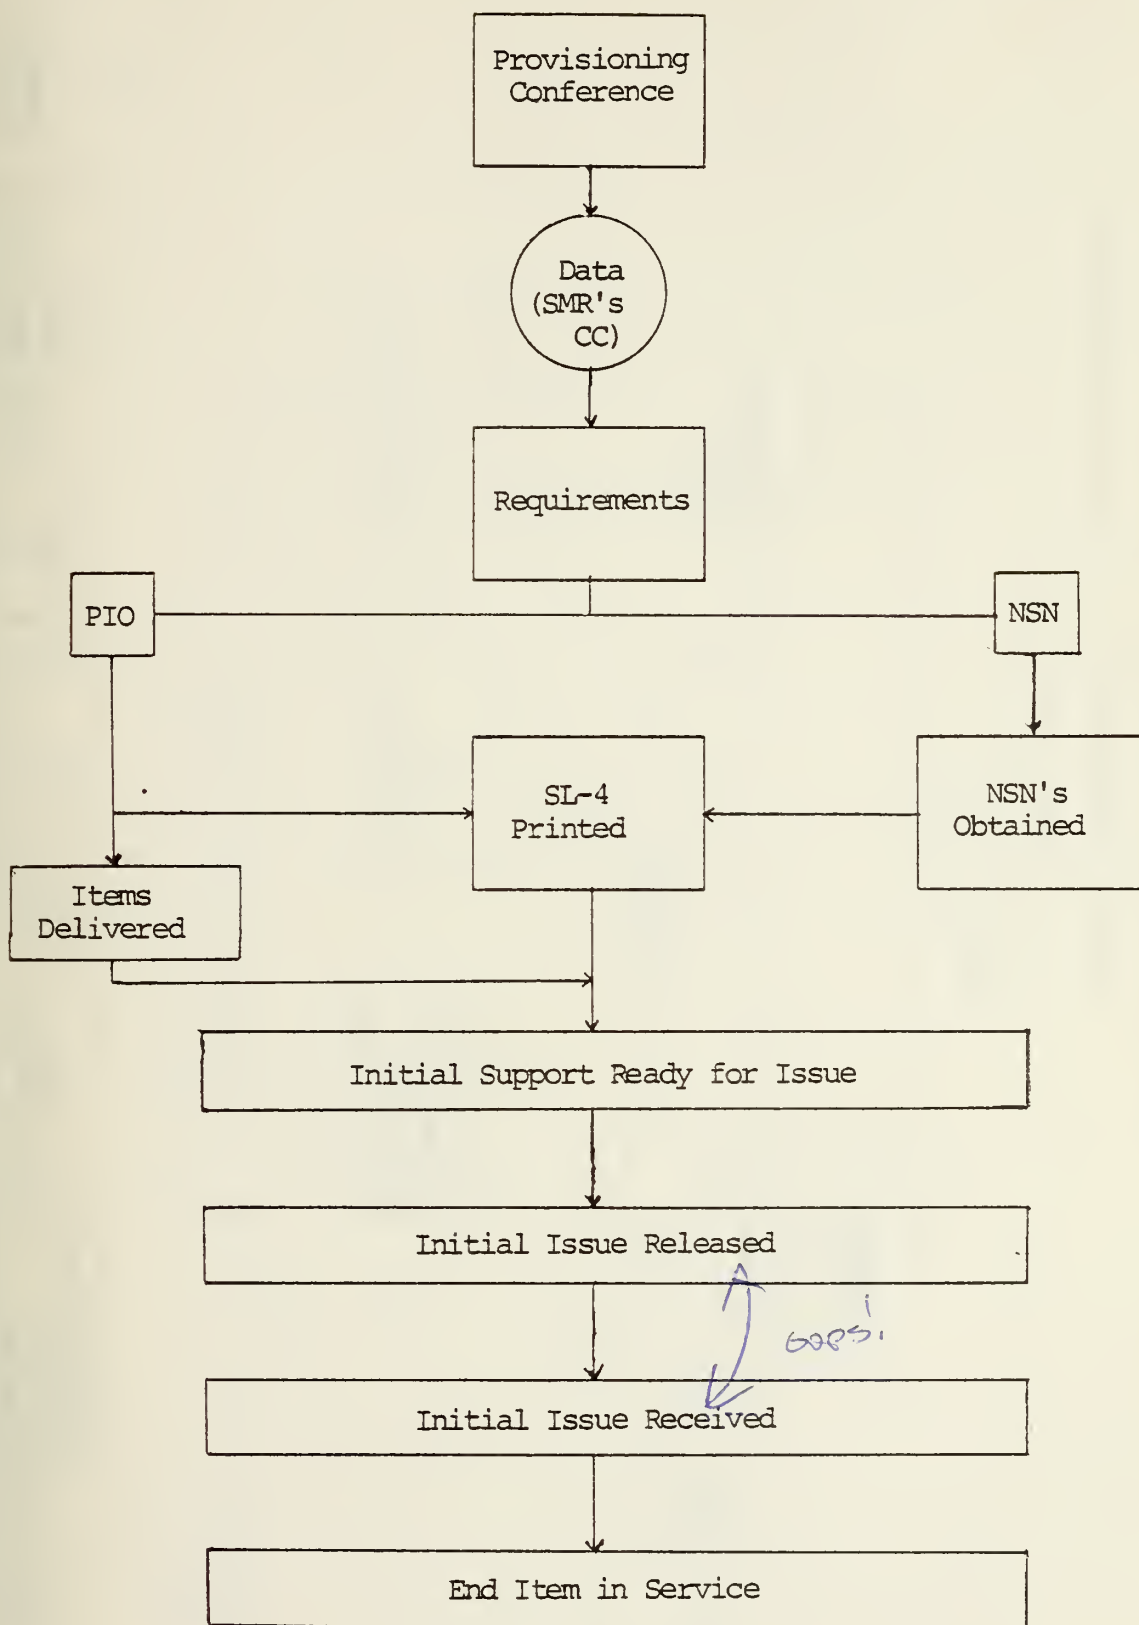 Provisioning
Conference
Data
(SMR's
CC)
Requirements
PIO
NSN
SL-4
Printed
NSN's
Obtained
Items
Delivered
Initial Support Ready for Issue
Initial Issue Released
Initial Issue Received
End Item in Service